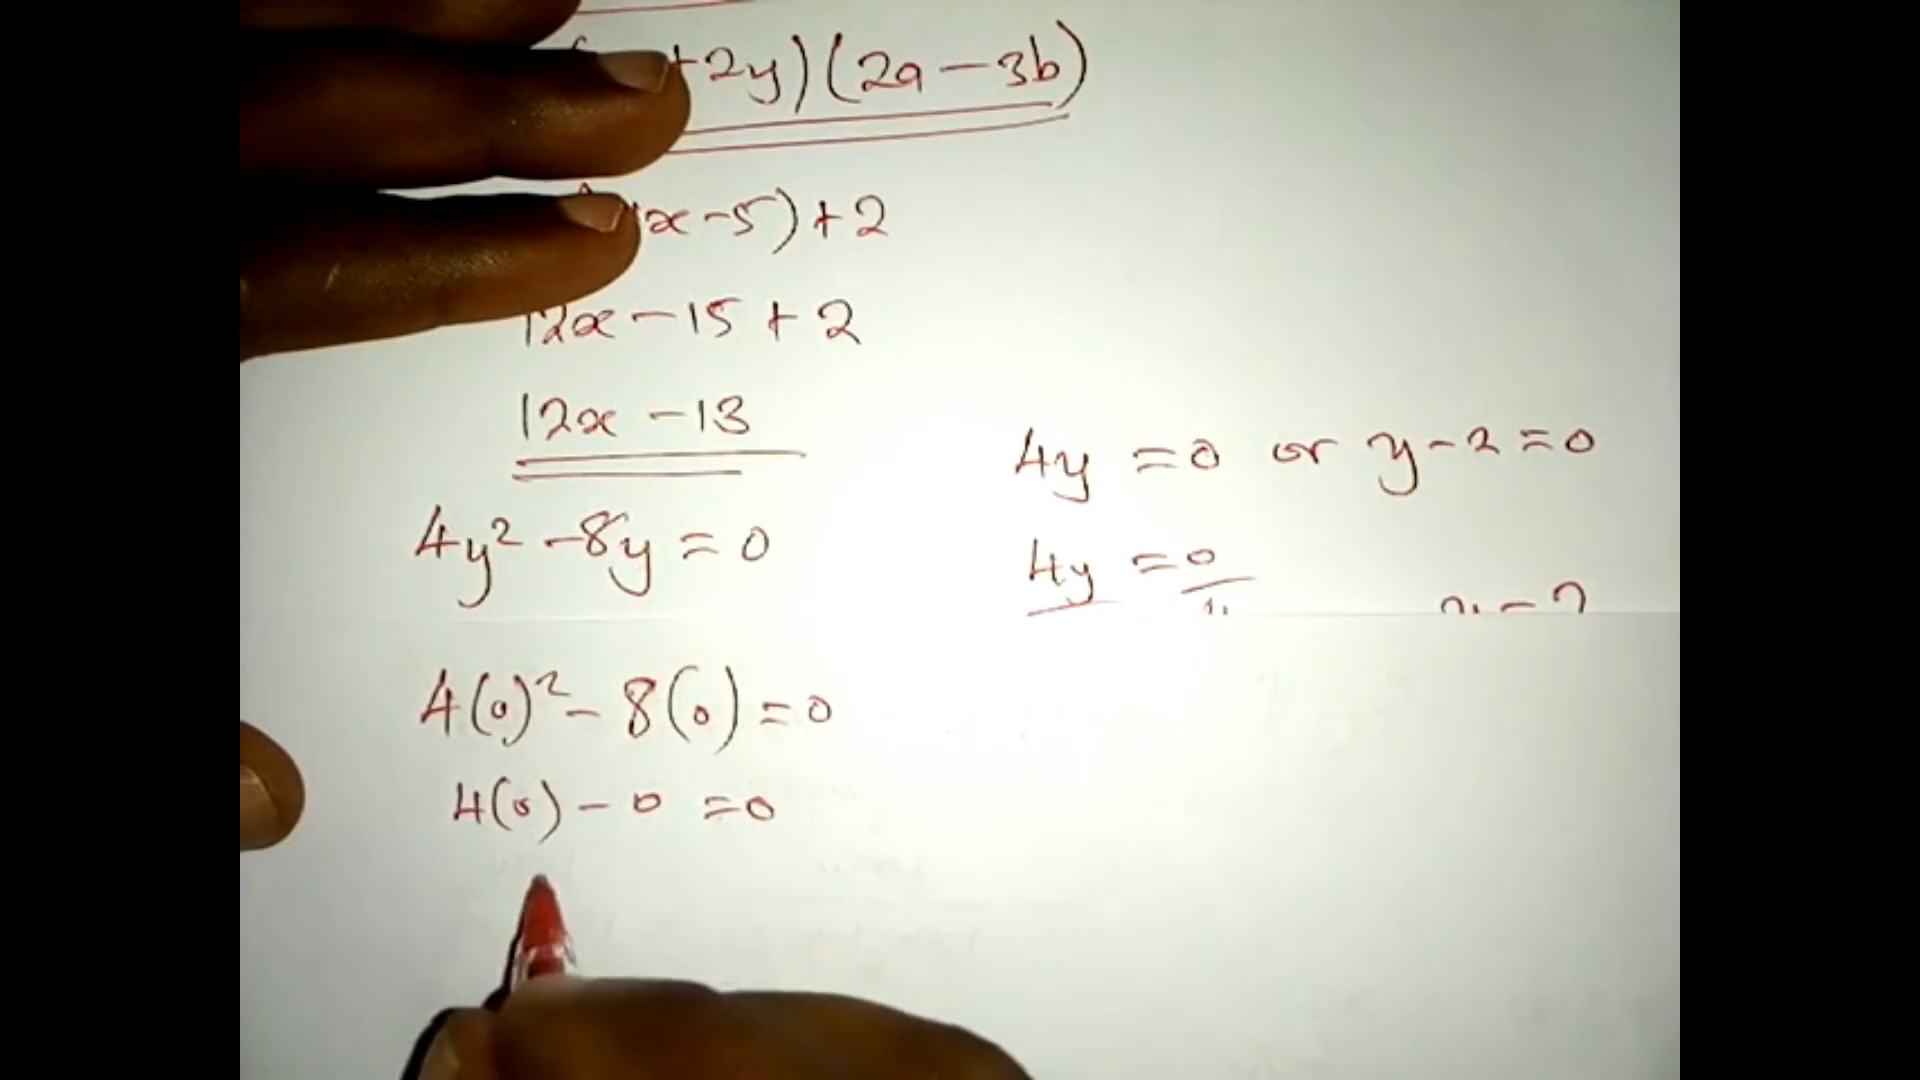 +2y)(2a-3b)
x-5)+2
12x-15+2
12x-13
4y²-8y=0
4y=0 or y-2=0
4y=0
4(0)²-8(0)=0
4(0)-0=0